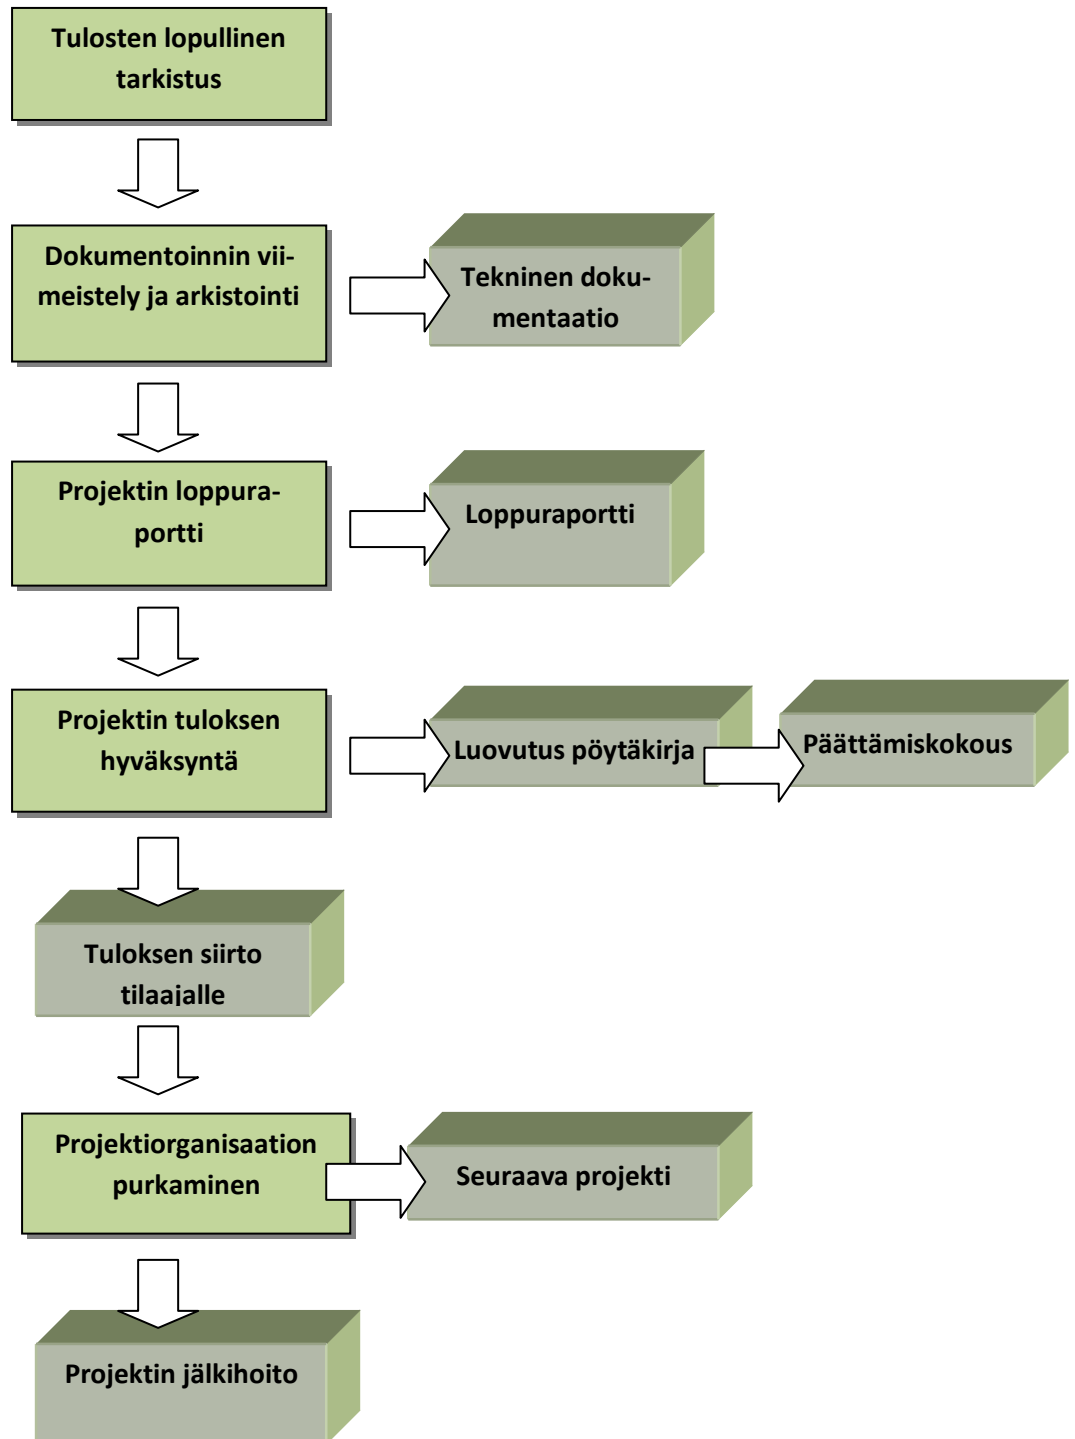 Tulosten lopullinen
tarkistus
Dokumentoinnin vii-
meistely ja arkistointi
Tekninen doku-
mentaatio
Projektin loppura-
portti
Loppuraportti
Projektin tuloksen
hyväksyntä
Luovutus pöytäkirja
Päättämiskokous
Tuloksen siirto
tilaajalle
Projektiorganisaation
purkaminen
Seuraava projekti
Projektin jälkihoito